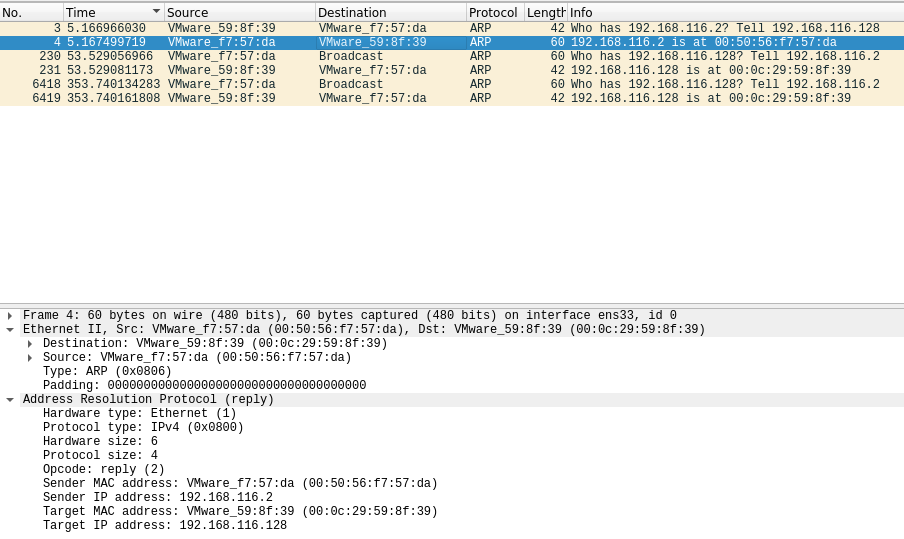 No. Time Source Destination Protocol Length Info
3 5.166966030 VMware_59:8f:39 VMware_f7:57:da ARP 42 Who has 192.168.116.2? Tell 192.168.116.128
4 5.167499719 VMware_f7:57:da VMware_59:8f:39 ARP 60 192.168.116.2 is at 00:50:56:f7:57:da
230 53.529056966 VMware_f7:57:da Broadcast ARP 60 Who has 192.168.116.128? Tell 192.168.116.2
231 53.529081173 VMware_59:8f:39 VMware_f7:57:da ARP 42 192.168.116.128 is at 00:0c:29:59:8f:39
6418 353.740134283 VMware_f7:57:da Broadcast ARP 60 Who has 192.168.116.128? Tell 192.168.116.2
6419 353.740161808 VMware_59:8f:39 VMware_f7:57:da ARP 42 192.168.116.128 is at 00:0c:29:59:8f:39
Frame 4: 60 bytes on wire (480 bits), 60 bytes captured (480 bits) on interface ens33, id 0
Ethernet II, Src: VMware_f7:57:da (00:50:56:f7:57:da), Dst: VMware_59:8f:39 (00:0c:29:59:8f:39)
Destination: VMware_59:8f:39 (00:0c:29:59:8f:39)
Source: VMware_f7:57:da (00:50:56:f7:57:da)
Type: ARP (0x0806)
Padding: 000000000000000000000000000000000000
Address Resolution Protocol (reply)
Hardware type: Ethernet (1)
Protocol type: IPv4 (0x0800)
Hardware size: 6
Protocol size: 4
Opcode: reply (2)
Sender MAC address: VMware_f7:57:da (00:50:56:f7:57:da)
Sender IP address: 192.168.116.2
Target MAC address: VMware_59:8f:39 (00:0c:29:59:8f:39)
Target IP address: 192.168.116.128